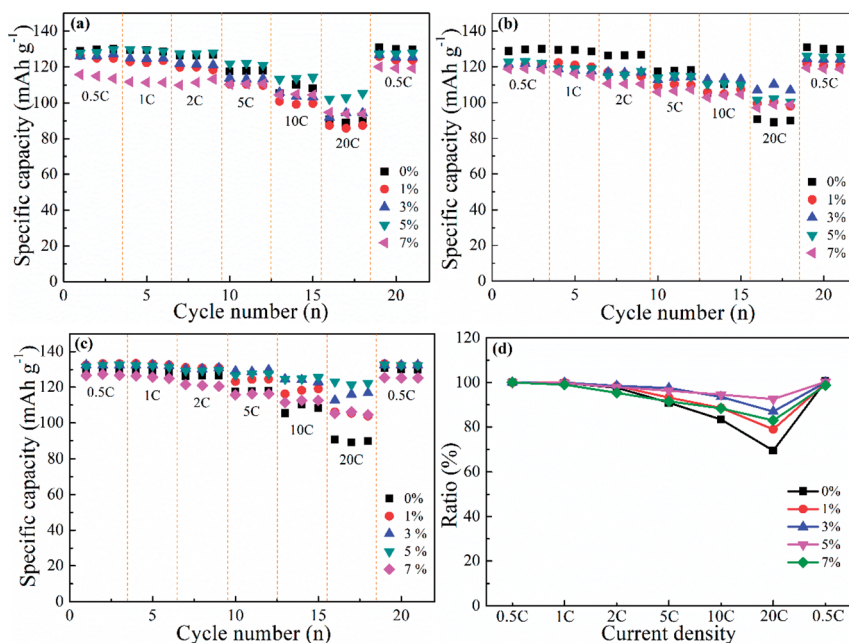 (a)
Specific capacity (mAh g⁻¹)
140
120
100
80
60
40
20
0
0.5C
1C
2C
5C
10C
20C
0.5C
0%
1%
3%
5%
7%
0 5 10 15 20
Cycle number (n)
(b)
Specific capacity (mAh g⁻¹)
140
120
100
80
60
40
20
0
0.5C
1C
2C
5C
10C
20C
0.5C
0%
1%
3%
5%
7%
0 5 10 15 20
Cycle number (n)
(c)
Specific capacity (mAh g⁻¹)
140
120
100
80
60
40
20
0
0.5C
1C
2C
5C
10C
20C
0.5C
0%
1%
3 %
5 %
7 %
0 5 10 15 20
Cycle number (n)
(d)
Ratio (%)
120
100
80
60
40
20
0
0%
1%
3%
5%
7%
0.5C 1C 2C 5C 10C 20C 0.5C
Current density